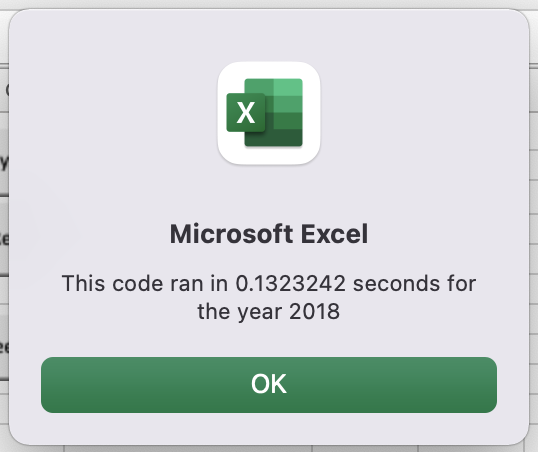 X
Microsoft Excel
This code ran in 0.1323242 seconds for
the year 2018
OK